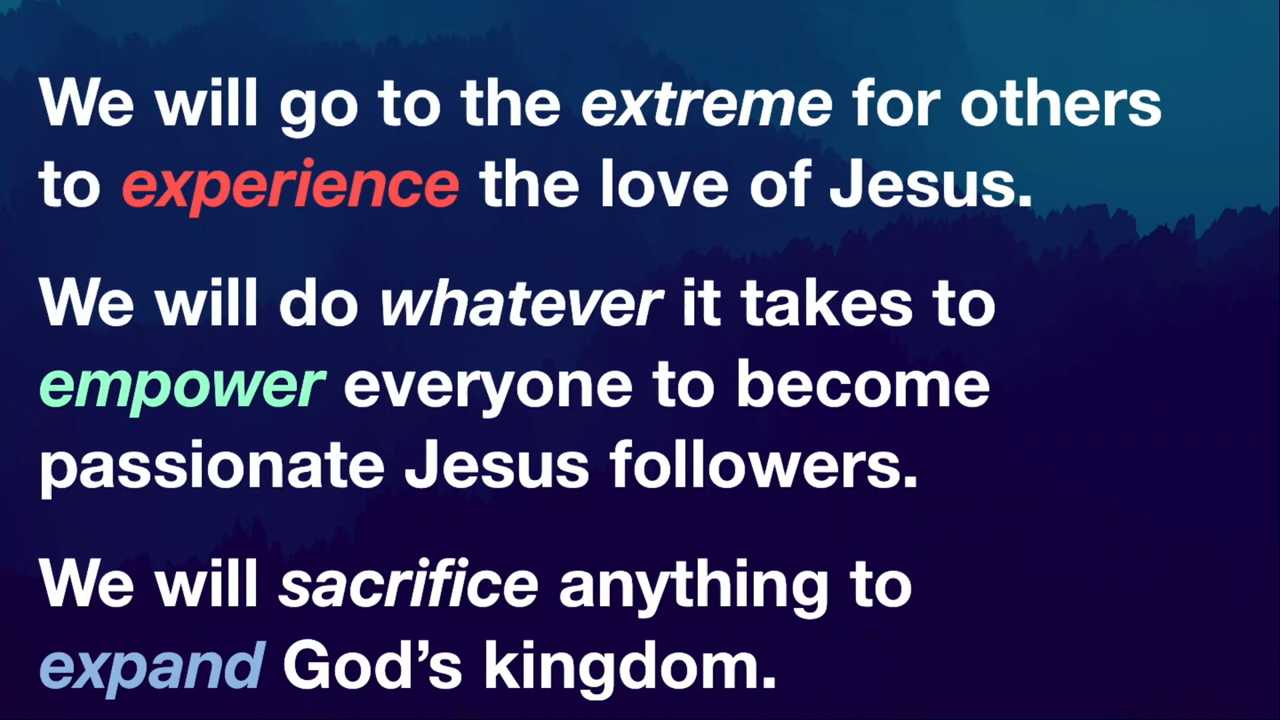 We will go to the extreme for others
to experience the love of Jesus.
We will do whatever it takes to
empower everyone to become
passionate Jesus followers.
We will sacrifice anything to
expand God’s kingdom.